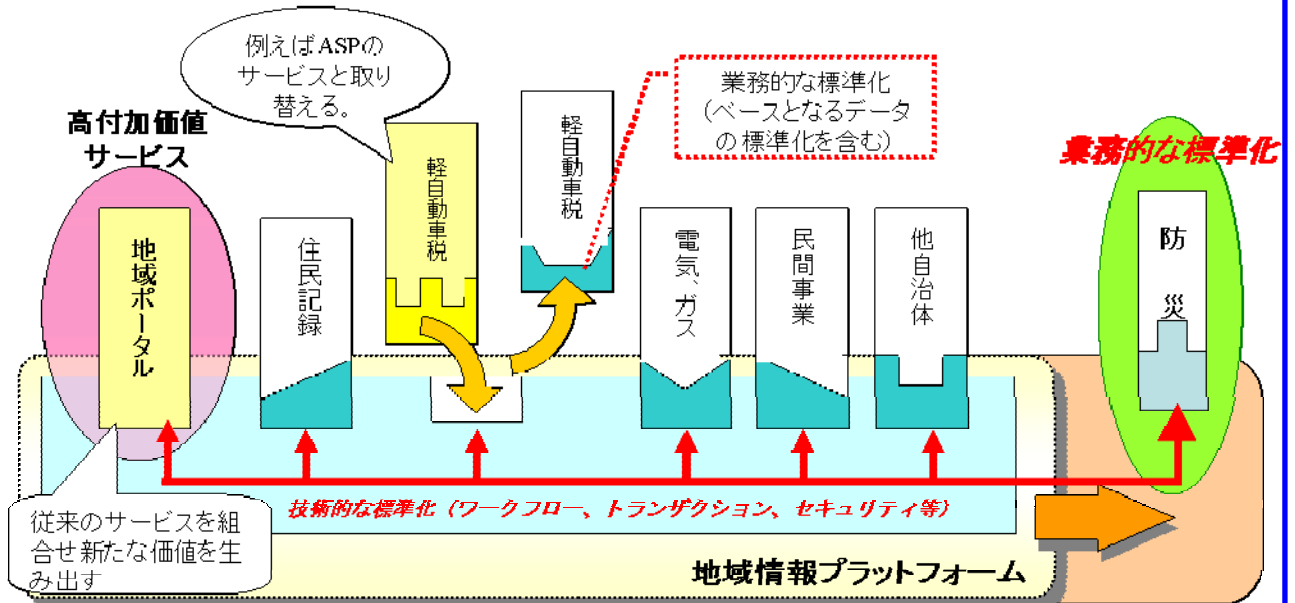 例えばASPの
サービスと取り
替える。
業務的な標準化
(ベースとなるデータ
の標準化を含む)
高付加価値
サービス
業務的な標準化
地域ポータル
住民記録
軽自動車税
軽自動車税
電気、ガス
民間事業
他自治体
防災
技術的な標準化(ワークフロー、トランザクション、セキュリティ等)
従来のサービスを組
合せ新たな価値を生
み出す
地域情報プラットフォーム